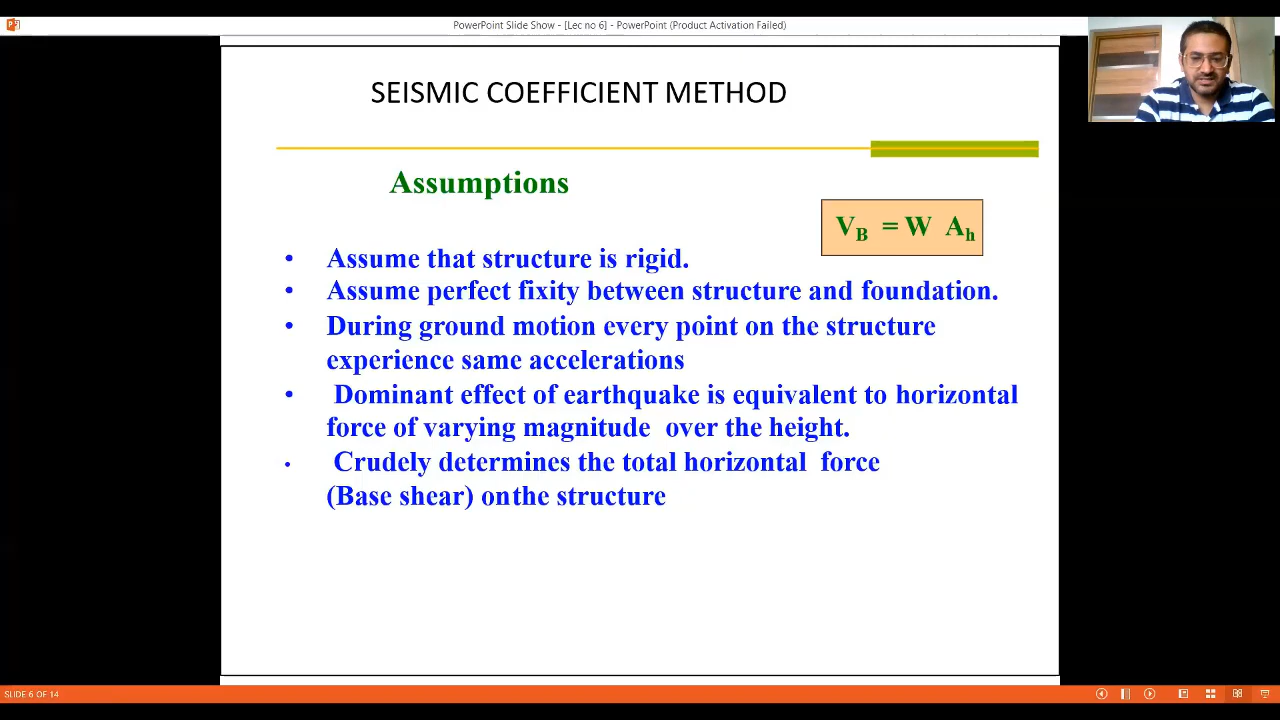 PowerPoint Slide Show - [Lec no 6] - PowerPoint (Product Activation Failed)
SEISMIC COEFFICIENT METHOD
Assumptions
V_B = W A_h
• Assume that structure is rigid.
• Assume perfect fixity between structure and foundation.
• During ground motion every point on the structure
experience same accelerations
• Dominant effect of earthquake is equivalent to horizontal
force of varying magnitude over the height.
• Crudely determines the total horizontal force
(Base shear) onthe structure
SLIDE 6 OF 14